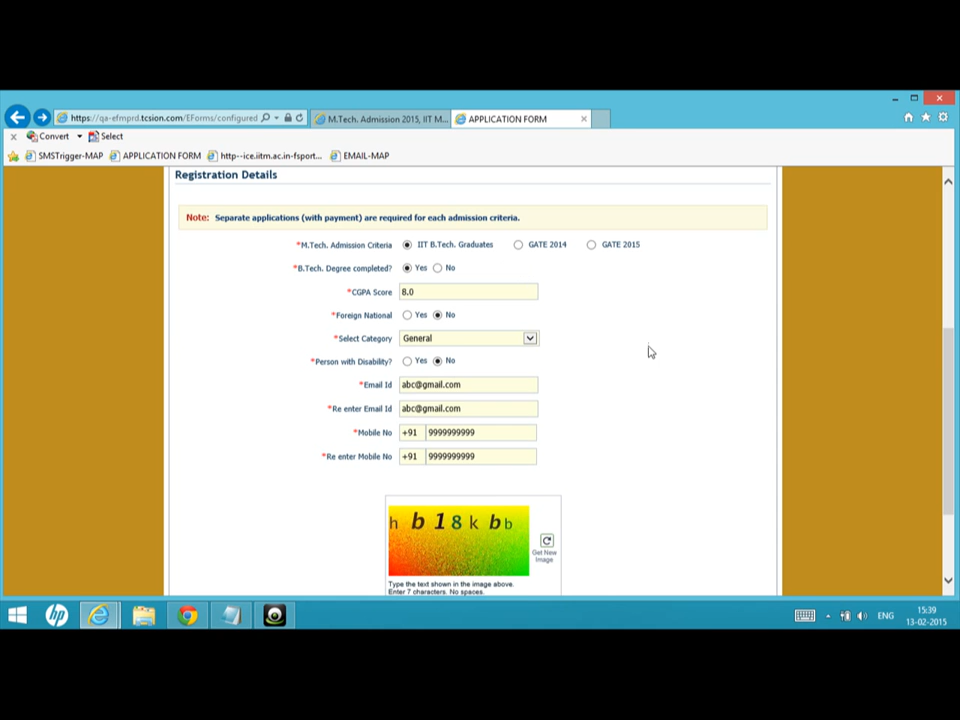 https://qa-efmprd.tcsion.com/EForms/configured
M.Tech. Admission 2015, IIT M...
APPLICATION FORM
Convert
Select
SMSTrigger-MAP
APPLICATION FORM
http--ice.iitm.ac.in-fsport...
EMAIL-MAP
Registration Details
Note: Separate applications (with payment) are required for each admission criteria.
*M.Tech. Admission Criteria IIT B.Tech. Graduates GATE 2014 GATE 2015
*B.Tech. Degree completed? Yes No
*CGPA Score 8.0
*Foreign National Yes No
*Select Category General
*Person with Disability? Yes No
*Email Id abc@gmail.com
*Re enter Email Id abc@gmail.com
*Mobile No +91 9999999999
*Re enter Mobile No +91 9999999999
h b 1 8 k b b
Get New
Image
Type the text shown in the image above.
Enter 7 characters. No spaces.
hp
ENG
15:39
13-02-2015